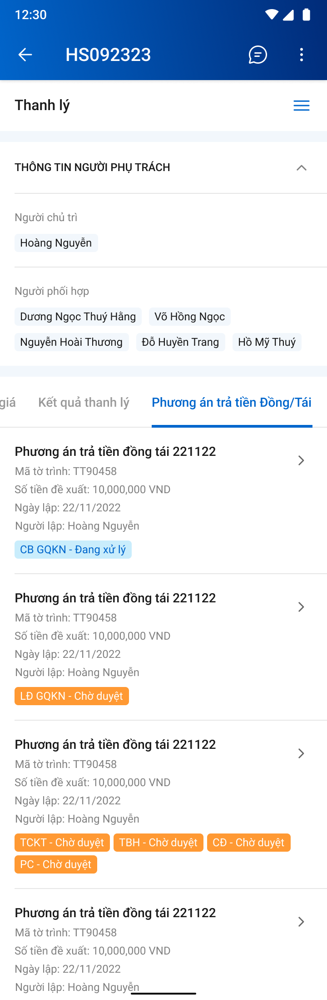 12:30
HS092323
Thanh lý
THÔNG TIN NGƯỜI PHỤ TRÁCH
Người chủ trì
Hoàng Nguyễn
Người phối hợp
Dương Ngọc Thuý Hằng Võ Hồng Ngọc
Nguyễn Hoài Thương Đỗ Huyền Trang Hồ Mỹ Thuý
giá Kết quả thanh lý Phương án trả tiền Đồng/Tái
Phương án trả tiền đồng tái 221122
Mã tờ trình: TT90458
Số tiền đề xuất: 10,000,000 VND
Ngày lập: 22/11/2022
Người lập: Hoàng Nguyễn
CB GQKN - Đang xử lý
Phương án trả tiền đồng tái 221122
Mã tờ trình: TT90458
Số tiền đề xuất: 10,000,000 VND
Ngày lập: 22/11/2022
Người lập: Hoàng Nguyễn
LĐ GQKN - Chờ duyệt
Phương án trả tiền đồng tái 221122
Mã tờ trình: TT90458
Số tiền đề xuất: 10,000,000 VND
Ngày lập: 22/11/2022
Người lập: Hoàng Nguyễn
TCKT - Chờ duyệt TBH - Chờ duyệt CĐ - Chờ duyệt
PC - Chờ duyệt
Phương án trả tiền đồng tái 221122
Mã tờ trình: TT90458
Số tiền đề xuất: 10,000,000 VND
Ngày lập: 22/11/2022
Người lập: Hoàng Nguyễn